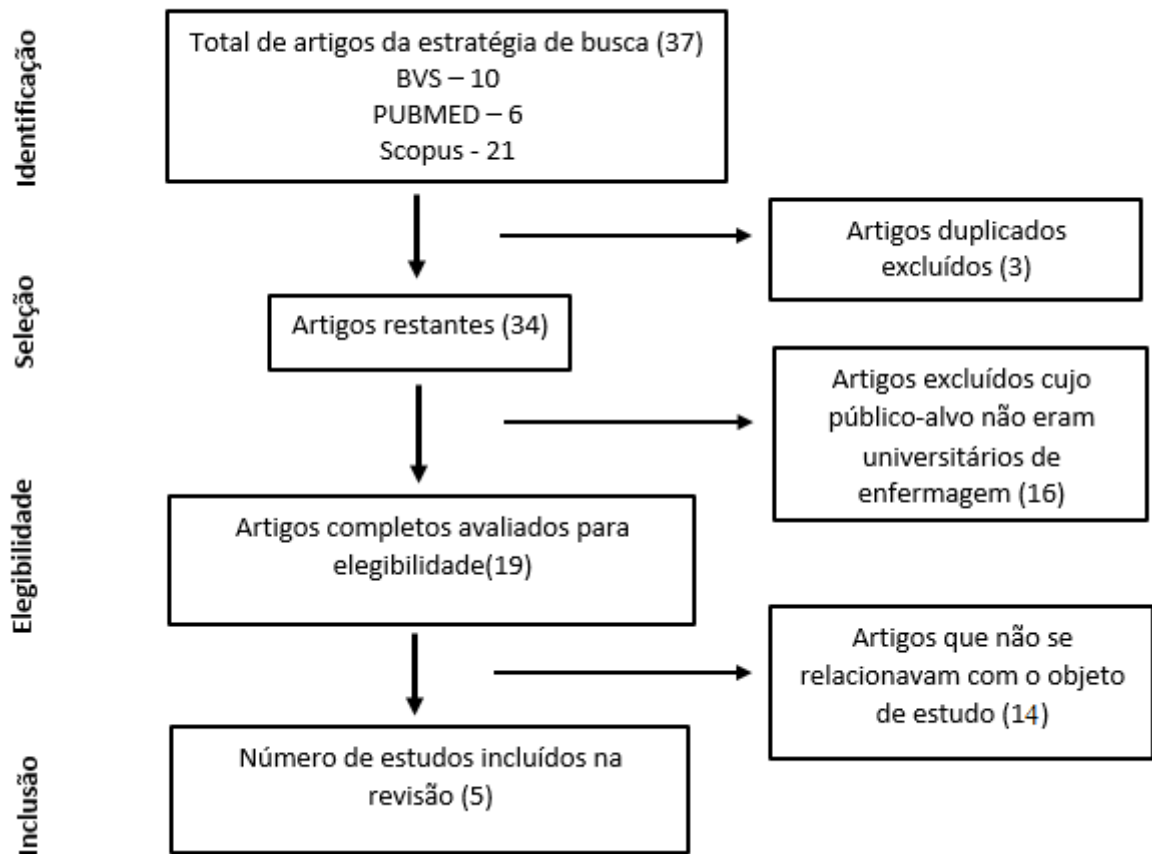 Identificação
Total de artigos da estratégia de busca (37)
BVS – 10
PUBMED – 6
Scopus - 21
Artigos duplicados
excluídos (3)
Seleção
Artigos restantes (34)
Artigos excluídos cujo
público-alvo não eram
universitários de
enfermagem (16)
Elegibilidade
Artigos completos avaliados para
elegibilidade(19)
Artigos que não se
relacionavam com o objeto
de estudo (14)
Inclusão
Número de estudos incluídos na
revisão (5)